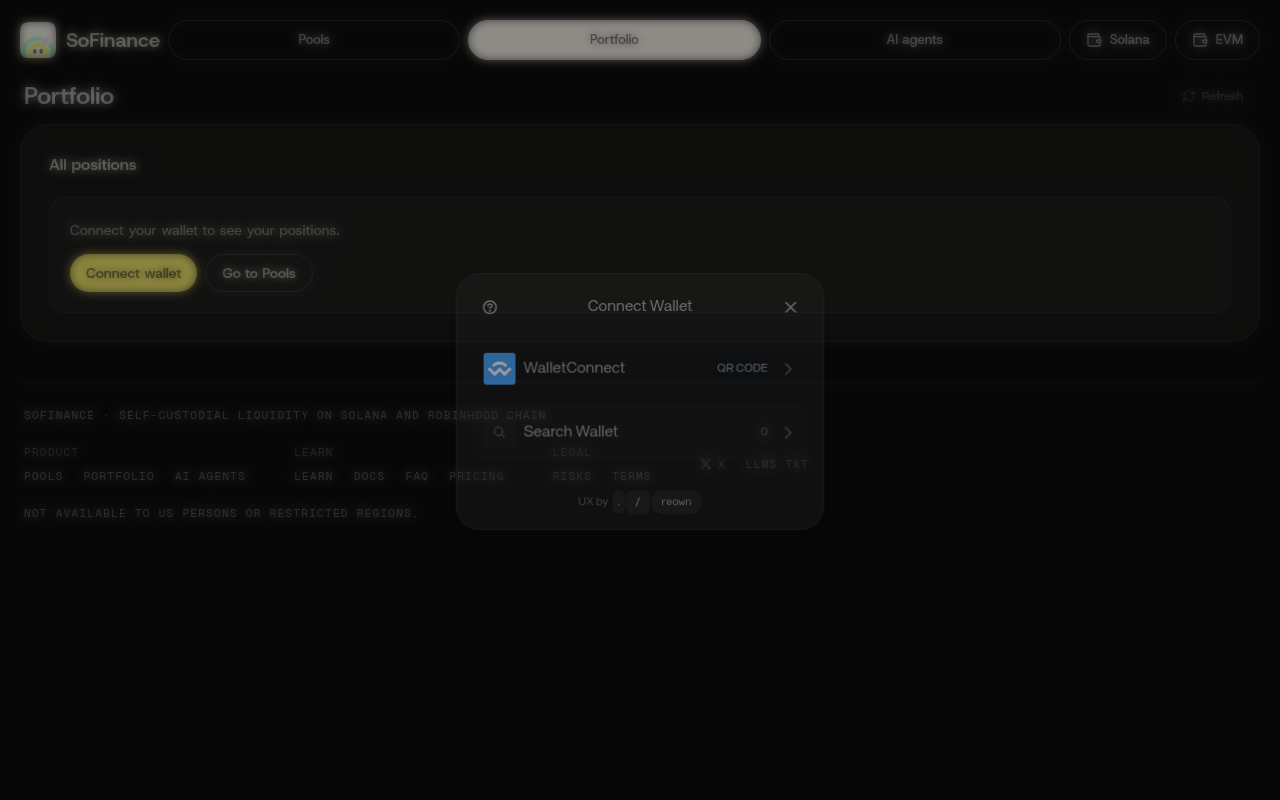 SoFinance
Pools
Portfolio
AI agents
Solana
EVM
Portfolio
Refresh
All positions
Connect your wallet to see your positions.
Connect wallet
Go to Pools
Connect Wallet
WalletConnect
QR CODE
Search Wallet
0
UX by
. / reown
SOFINANCE · SELF-CUSTODIAL LIQUIDITY ON SOLANA AND ROBINHOOD CHAIN
PRODUCT
POOLS PORTFOLIO AI AGENTS
LEARN
LEARN DOCS FAQ PRICING
LEGAL
RISKS TERMS
X LLMS.TXT
NOT AVAILABLE TO US PERSONS OR RESTRICTED REGIONS.